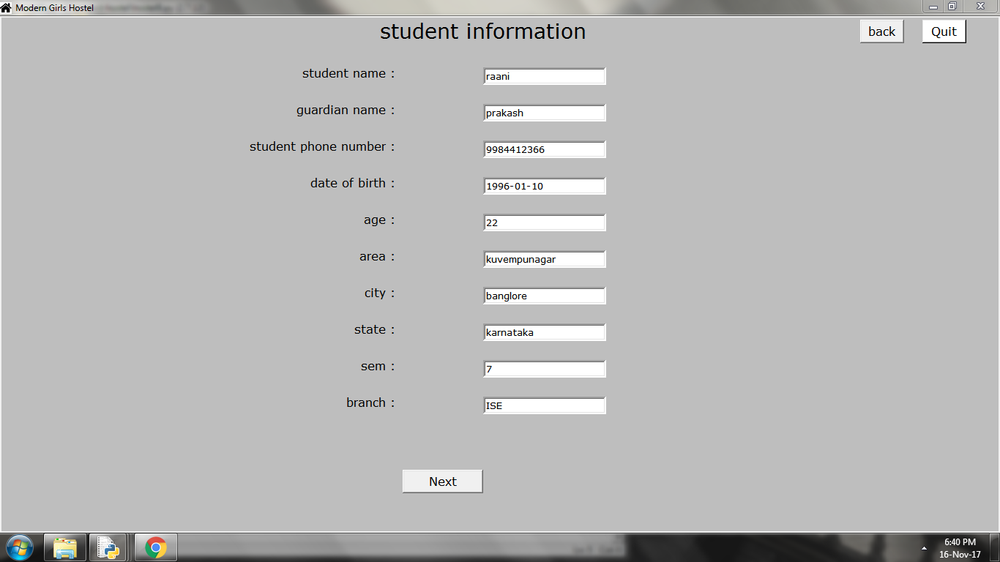 Modern Girls Hostel
student information
back
Quit
student name : raani
guardian name : prakash
student phone number : 9984412366
date of birth : 1996-01-10
age : 22
area : kuvempunagar
city : banglore
state : karnataka
sem : 7
branch : ISE
Next
6:40 PM
16-Nov-17